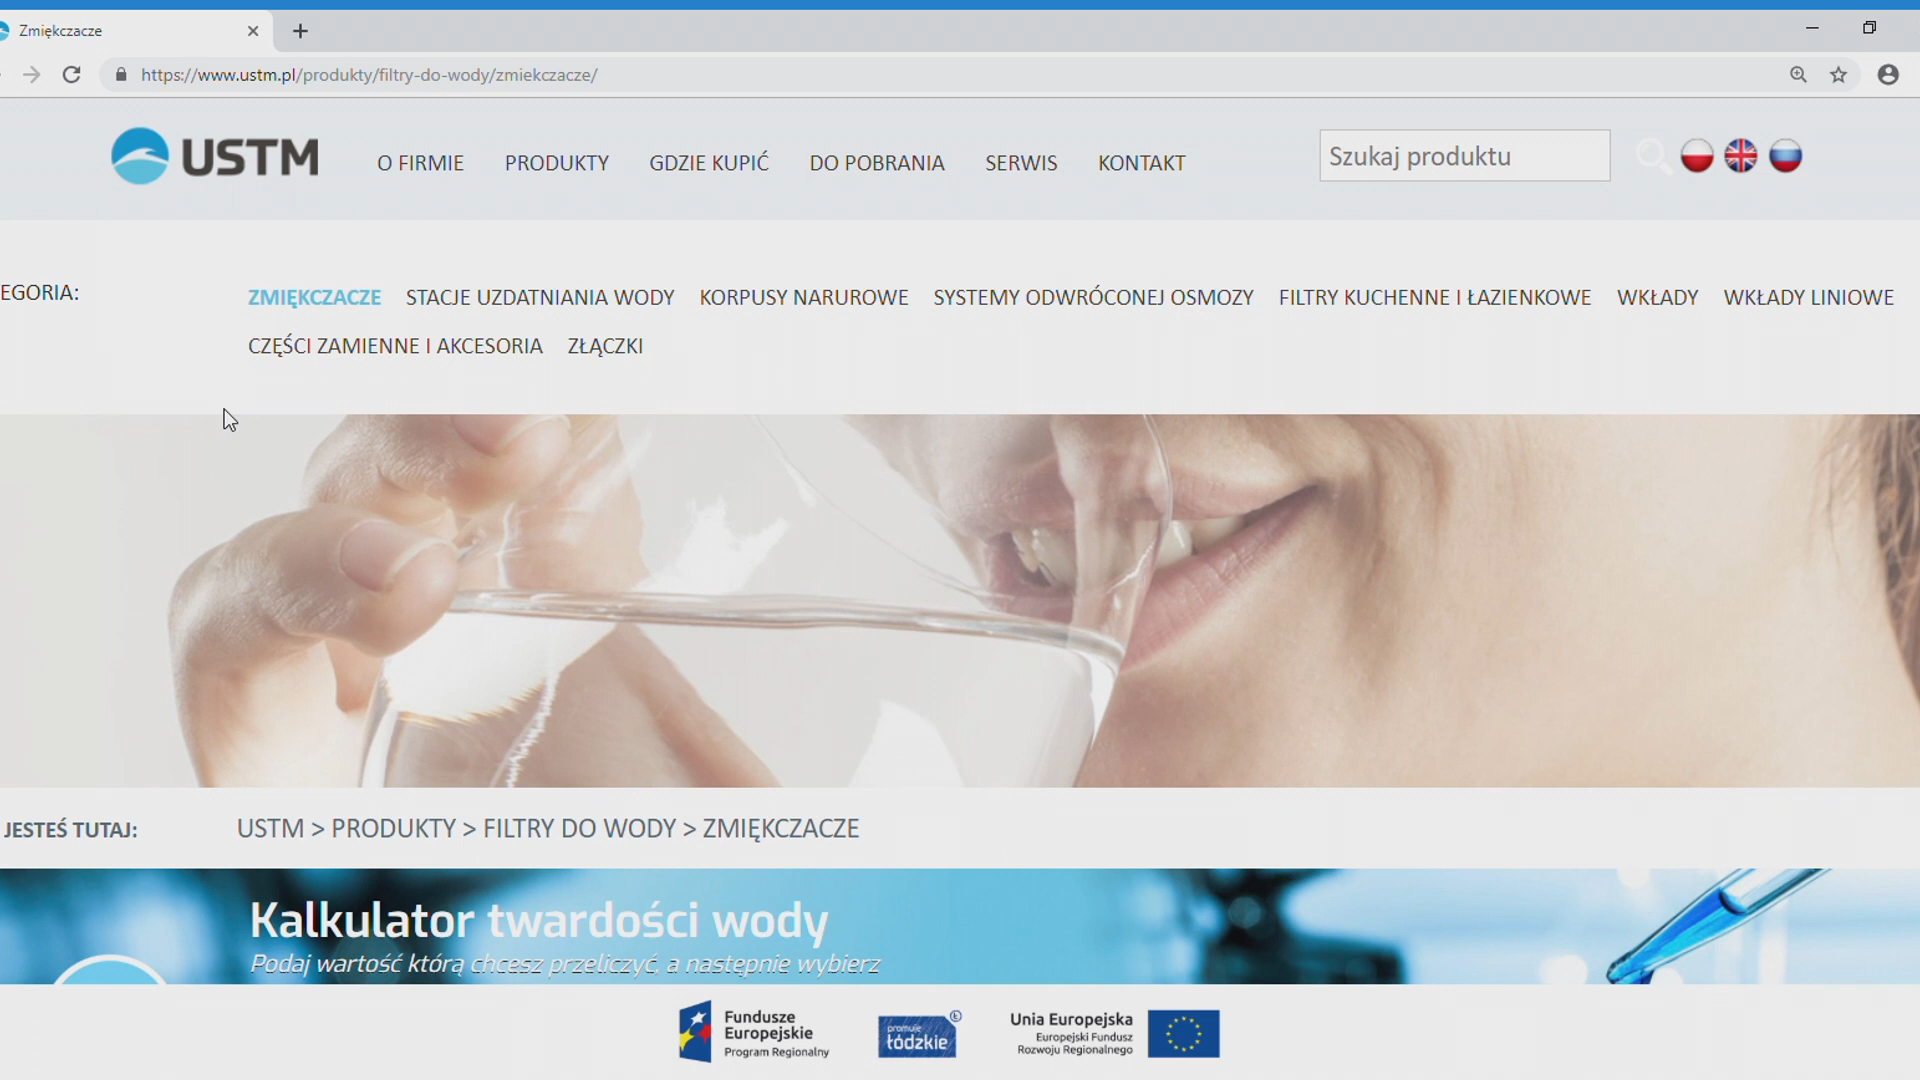 Zmiękczacze
https://www.ustm.pl/produkty/filtry-do-wody/zmiekczacze/
USTM
O FIRMIE PRODUKTY GDZIE KUPIĆ DO POBRANIA SERWIS KONTAKT
Szukaj produktu
EGORIA:
ZMIĘKCZACZE STACJE UZDATNIANIA WODY KORPUSY NARUROWE SYSTEMY ODWRÓCONEJ OSMOZY FILTRY KUCHENNE I ŁAZIENKOWE WKŁADY WKŁADY LINIOWE
CZĘŚCI ZAMIENNE I AKCESORIA ZŁĄCZKI
JESTEŚ TUTAJ:
USTM > PRODUKTY > FILTRY DO WODY > ZMIĘKCZACZE
Kalkulator twardości wody
Podaj wartość którą chcesz przeliczyć, a następnie wybierz
Fundusze
Europejskie
Program Regionalny
promuje
łódzkie
Unia Europejska
Europejski Fundusz
Rozwoju Regionalnego